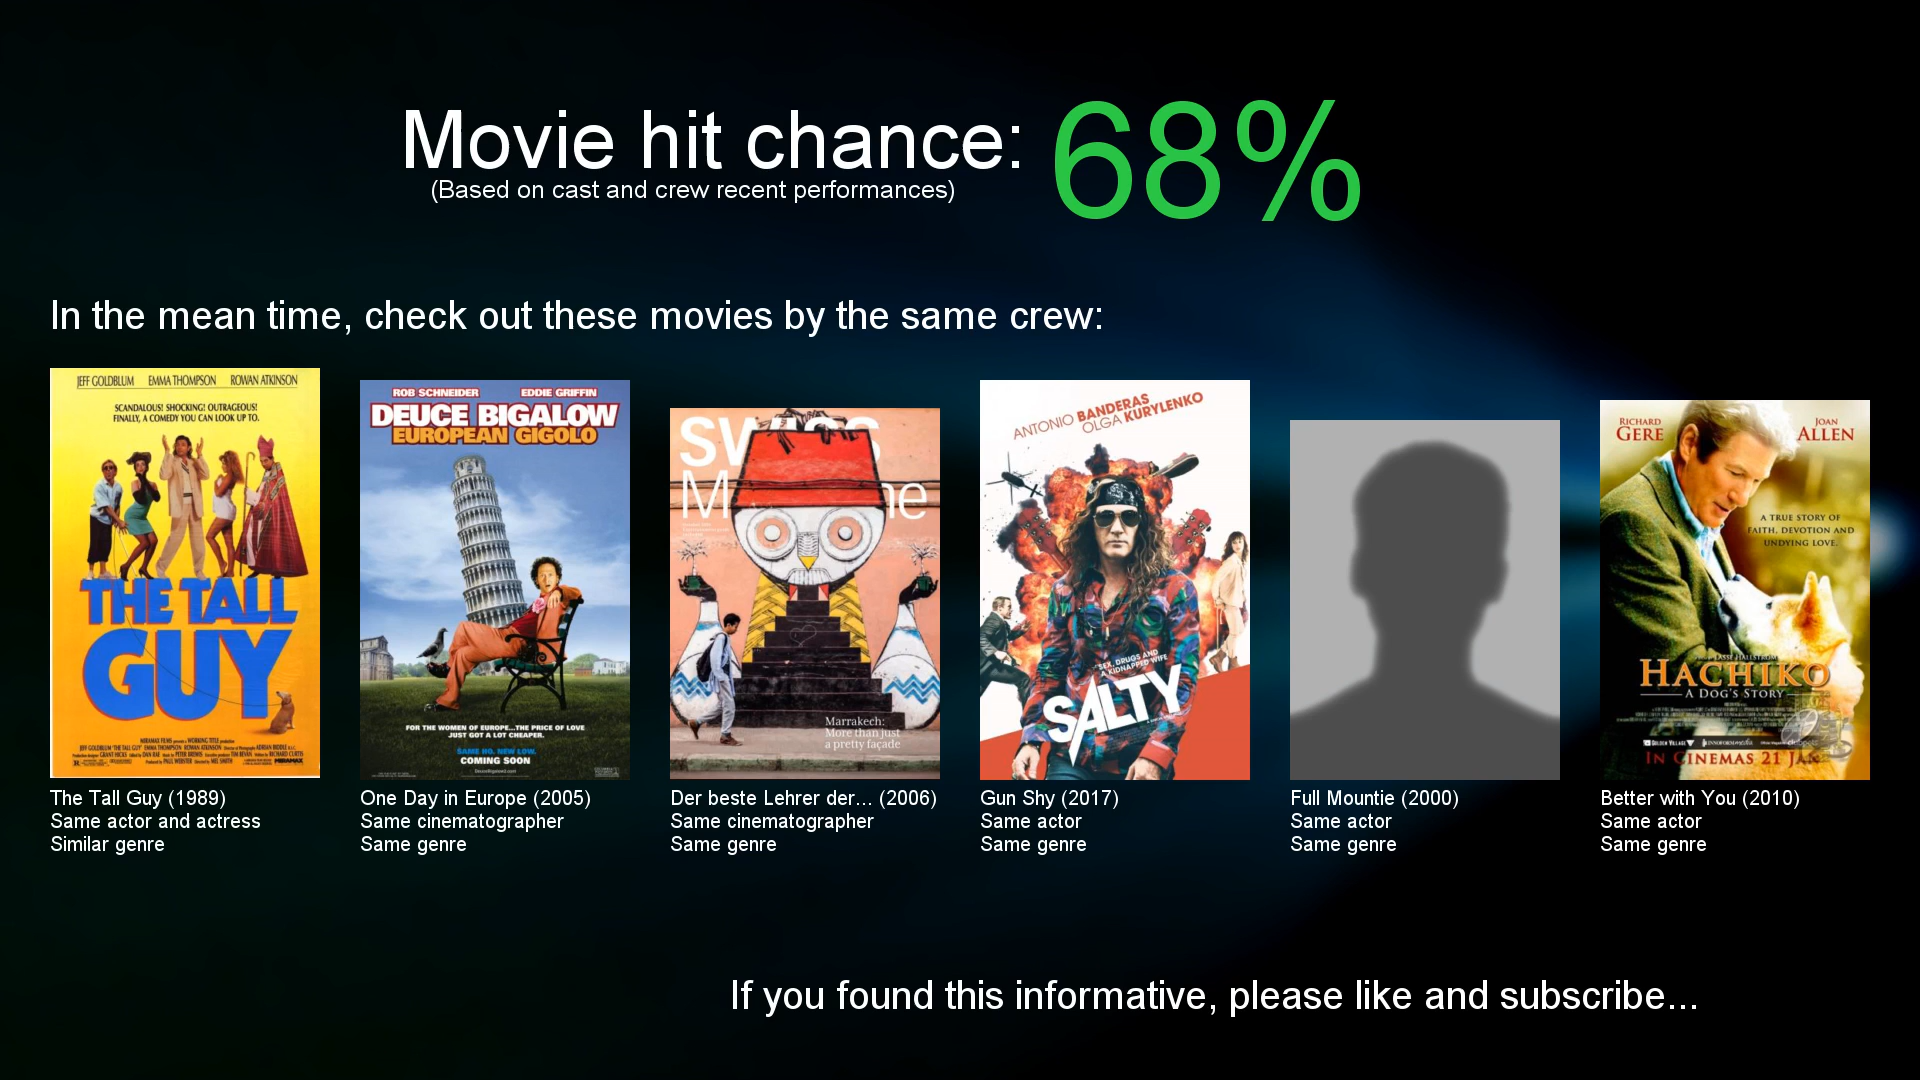 Movie hit chance: 68%
(Based on cast and crew recent performances)
In the mean time, check out these movies by the same crew:
JEFF GOLDBLUM EMMA THOMPSON ROWAN ATKINSON
SCANDALOUS! SHOCKING! OUTRAGEOUS!
FINALLY, A COMEDY YOU CAN LOOK UP TO.
THE TALL
GUY
ROB SCHNEIDER EDDIE GRIFFIN
DEUCE BIGALOW
EUROPEAN GIGOLO
FOR THE WOMEN OF EUROPE...THE PRICE OF LOVE
JUST GOT A LOT CHEAPER.
SAME HO. NEW LOW.
COMING SOON
Marrakech:
More than just
a pretty façade
ANTONIO BANDERAS
OLGA KURYLENKO
SEX, DRUGS AND
A KIDNAPPED WIFE
SALTY
RICHARD GERE
JOAN ALLEN
A TRUE STORY OF
FAITH, DEVOTION AND
UNDYING LOVE.
HACHIKO
A DOG'S STORY
IN CINEMAS 21 JAN
The Tall Guy (1989)
Same actor and actress
Similar genre
One Day in Europe (2005)
Same cinematographer
Same genre
Der beste Lehrer der... (2006)
Same cinematographer
Same genre
Gun Shy (2017)
Same actor
Same genre
Full Mountie (2000)
Same actor
Same genre
Better with You (2010)
Same actor
Same genre
If you found this informative, please like and subscribe...